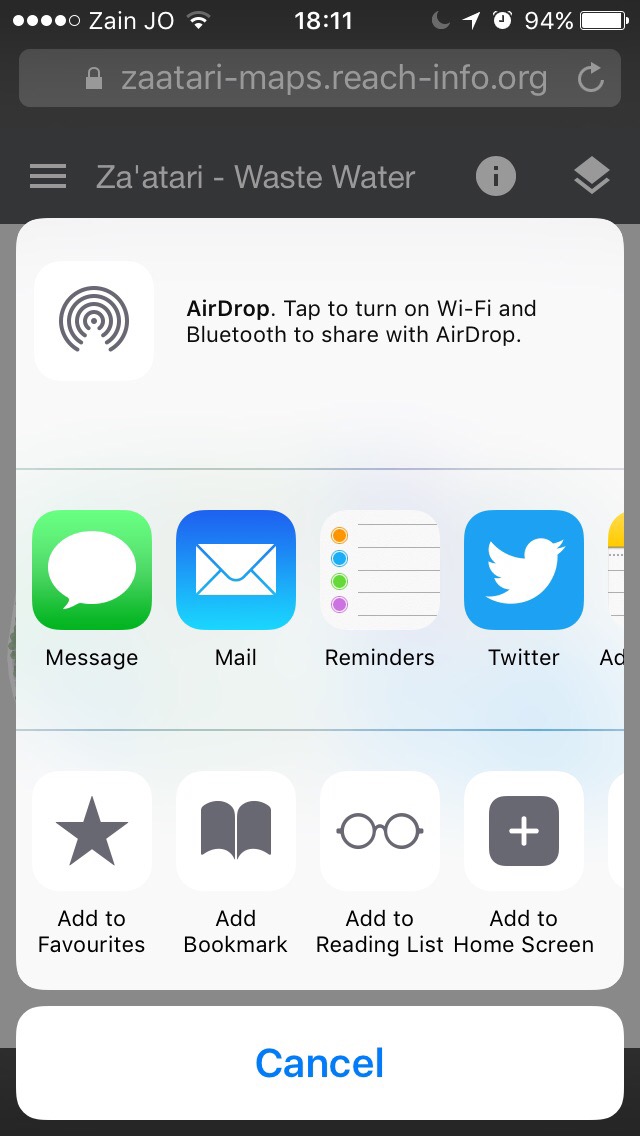 Zain JO 18:11 94%
zaatari-maps.reach-info.org
Za'atari - Waste Water
AirDrop. Tap to turn on Wi-Fi and
Bluetooth to share with AirDrop.
Message Mail Reminders Twitter Ad
Add to Favourites
Add Bookmark
Add to Reading List
Add to Home Screen
Cancel